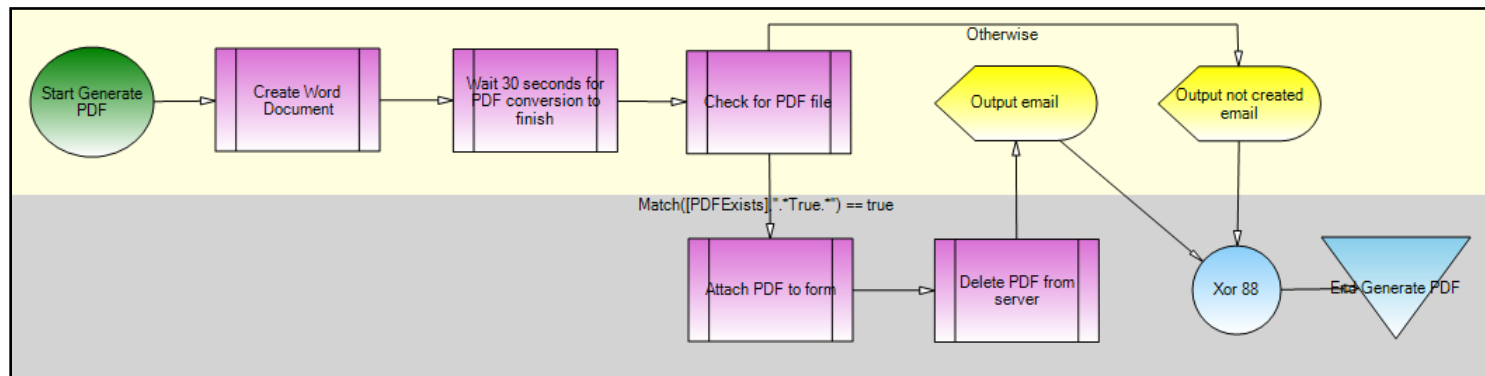 Start Generate
PDF
Create Word
Document
Wait 30 seconds for
PDF conversion to
finish
Check for PDF file
Otherwise
Output email
Output not created
email
Match([PDFExists],".*True.*") == true
Attach PDF to form
Delete PDF from
server
Xor 88
End Generate PDF